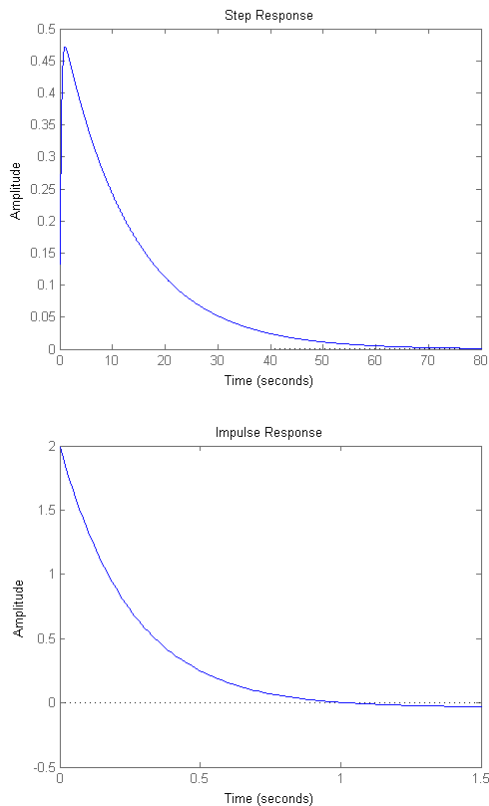 Step Response
0.5
0.45
0.4
0.35
0.3
0.25
0.2
0.15
0.1
0.05
0
Amplitude
0 10 20 30 40 50 60 70 80
Time (seconds)
Impulse Response
2
1.5
1
0.5
0
-0.5
Amplitude
0 0.5 1 1.5
Time (seconds)